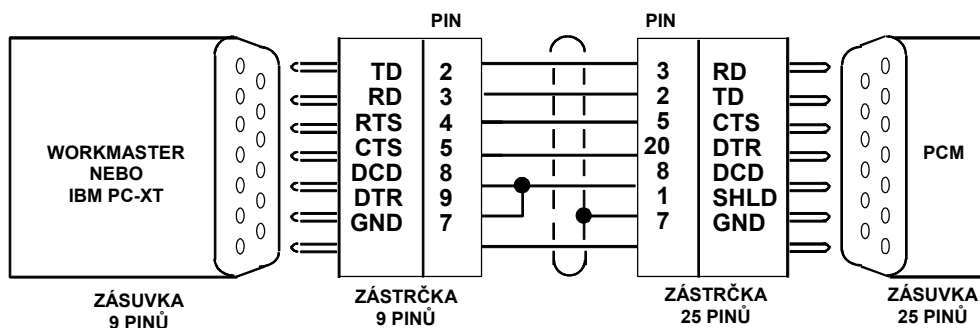 PIN PIN
WORKMASTER
NEBO
IBM PC-XT
TD 2 3 RD
RD 3 2 TD
RTS 4 5 CTS
CTS 5 20 DTR
DCD 8 8 DCD
DTR 9 1 SHLD
GND 7 7 GND
PCM
ZÁSUVKA
9 PINŮ
ZÁSTRČKA
9 PINŮ
ZÁSTRČKA
25 PINŮ
ZÁSUVKA
25 PINŮ